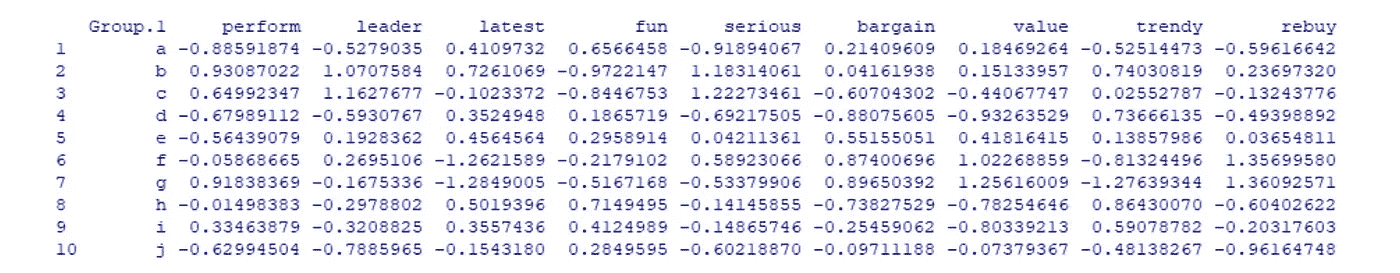 Group.1 perform leader latest fun serious bargain value trendy rebuy
1 a -0.88591874 -0.5279035 0.4109732 0.6566458 -0.91894067 0.21409609 0.18469264 -0.52514473 -0.59616642
2 b 0.93087022 1.0707584 0.7261069 -0.9722147 1.18314061 0.04161938 0.15133957 0.74030819 0.23697320
3 c 0.64992347 1.1627677 -0.1023372 -0.8446753 1.22273461 -0.60704302 -0.44067747 0.02552787 -0.13243776
4 d -0.67989112 -0.5930767 0.3524948 0.1865719 -0.69217505 -0.88075605 -0.93263529 0.73666135 -0.49398892
5 e -0.56439079 0.1928362 0.4564564 0.2958914 0.04211361 0.55155051 0.41816415 0.13857986 0.03654811
6 f -0.05868665 0.2695106 -1.2621589 -0.2179102 0.58923066 0.87400696 1.02268859 -0.81324496 1.35699580
7 g 0.91838369 -0.1675336 -1.2849005 -0.5167168 -0.53379906 0.89650392 1.25616009 -1.27639344 1.36092571
8 h -0.01498383 -0.2978802 0.5019396 0.7149495 -0.14145855 -0.73827529 -0.78254646 0.86430070 -0.60402622
9 i 0.33463879 -0.3208825 0.3557436 0.4124989 -0.14865746 -0.25459062 -0.80339213 0.59078782 -0.20317603
10 j -0.62994504 -0.7885965 -0.1543180 0.2849595 -0.60218870 -0.09711188 -0.07379367 -0.48138267 -0.96164748